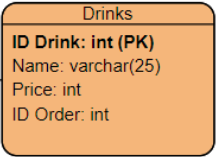 Drinks
ID Drink: int (PK)
Name: varchar(25)
Price: int
ID Order: int